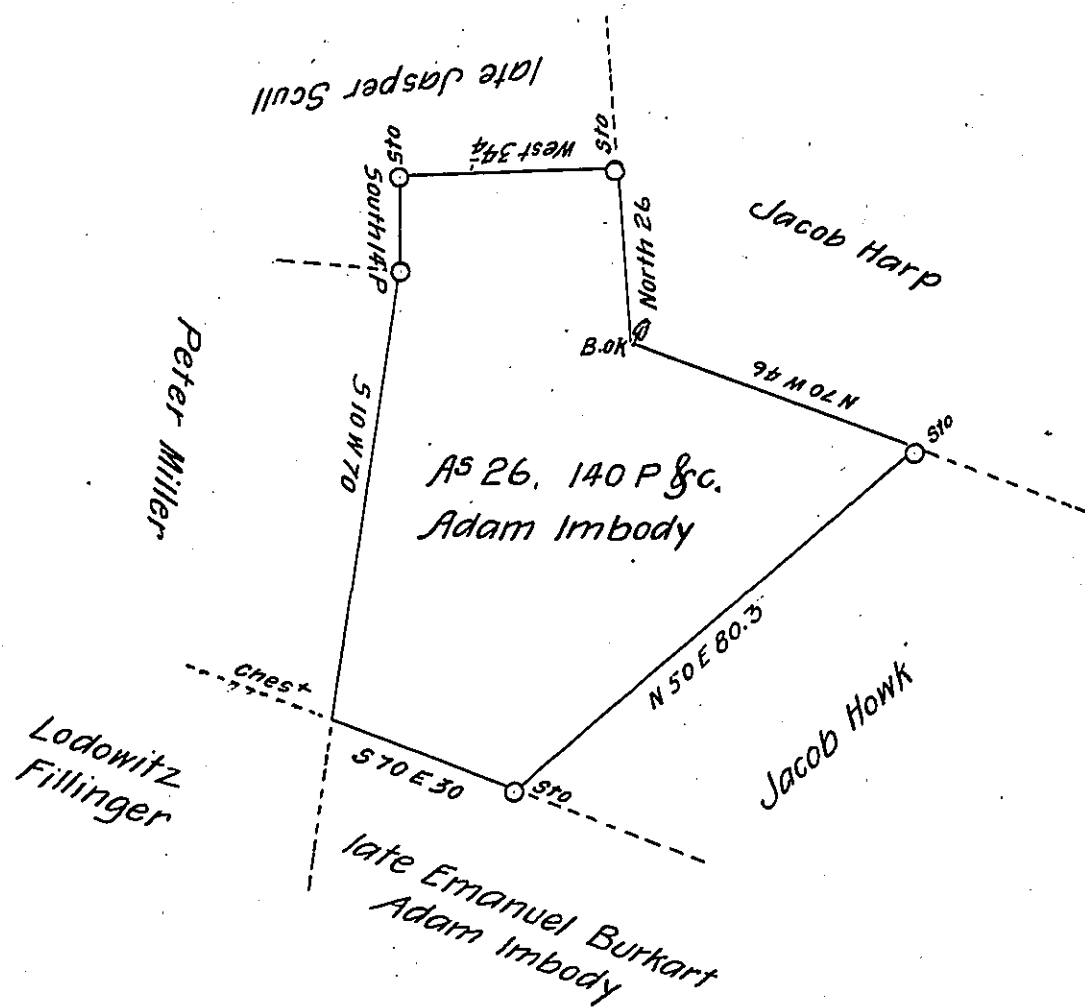 late Jasper Scull
Sto
West 34¼
Sto
South 14 P
North 26
Jacob Harp
B.OK
N 70 W 46
Sto
Peter Miller
S 10 W 70
As 26, 140 P &c.
Adam Imbody
N 50 E 80.3
Jacob Howk
Chest
Lodowitz
Fillinger
S 70 E 30
Sto
late Emanuel Burkart
Adam Imbody